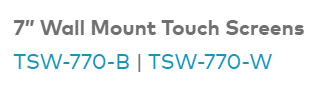 7” Wall Mount Touch Screens
TSW-770-B | TSW-770-W